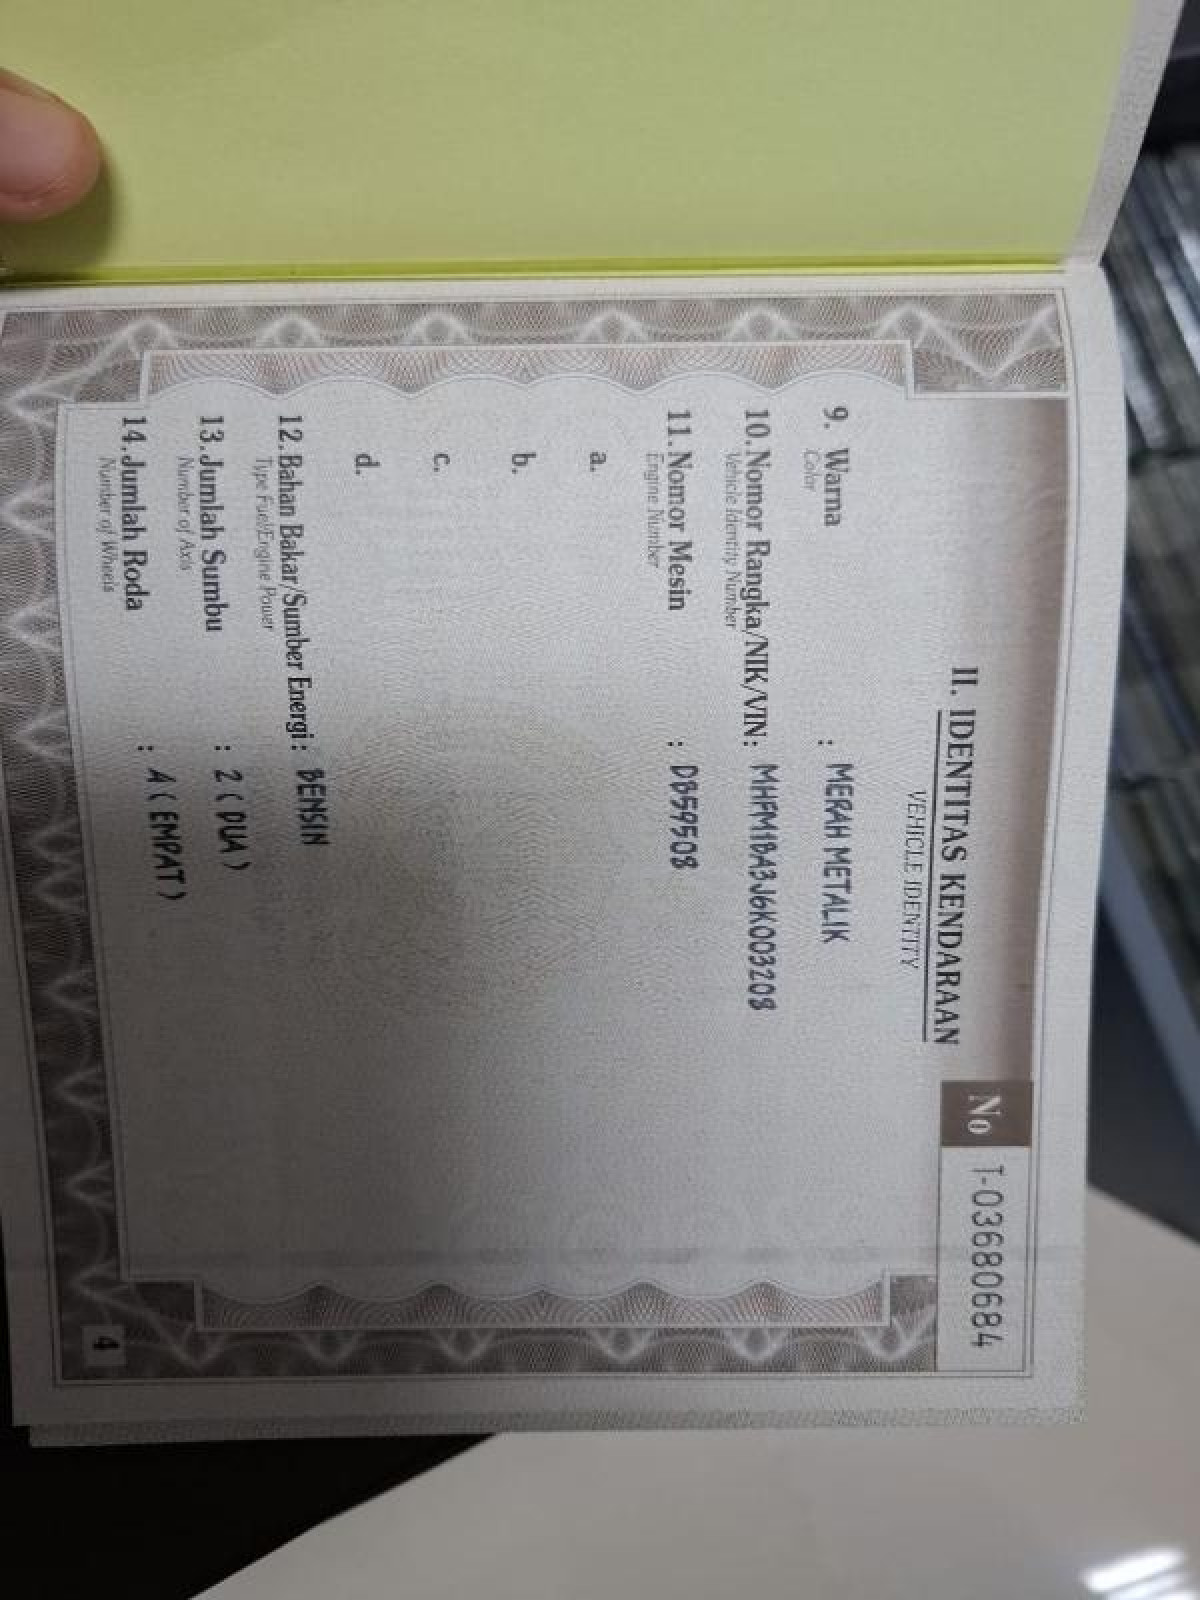 II. IDENTITAS KENDARAAN
VEHICLE IDENTITY
No T-03680684
9. Warna : MERAH METALIK
Color
10. Nomor Rangka/NIK/VIN : MHFM1BA3J6K003208
Vehicle Identity Number
11. Nomor Mesin : DB59508
Engine Number
a.
b.
c.
d.
12. Bahan Bakar/Sumber Energi : BENSIN
Type Fuel/Engine Power
13. Jumlah Sumbu : 2 ( DUA )
Number of Axis
14. Jumlah Roda : 4 ( EMPAT )
Number of Wheels
4